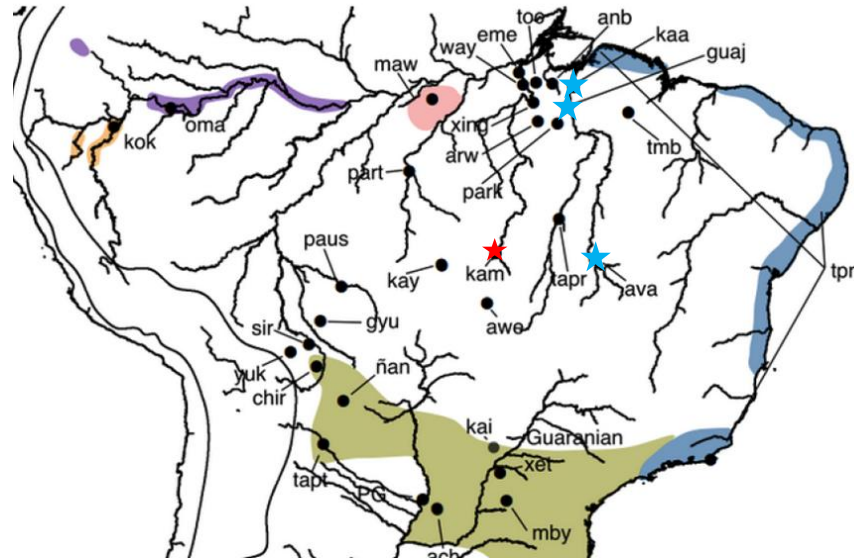 too
anb
eme
kaa
way
guaj
maw
xing
oma
kok
arw
tmb
part
park
paus
kay
kam
tapr
ava
tpr
awe
gyu
sir
yuk
chir
ñan
kai
Guaranian
xet
tapt
PG
mby
ach